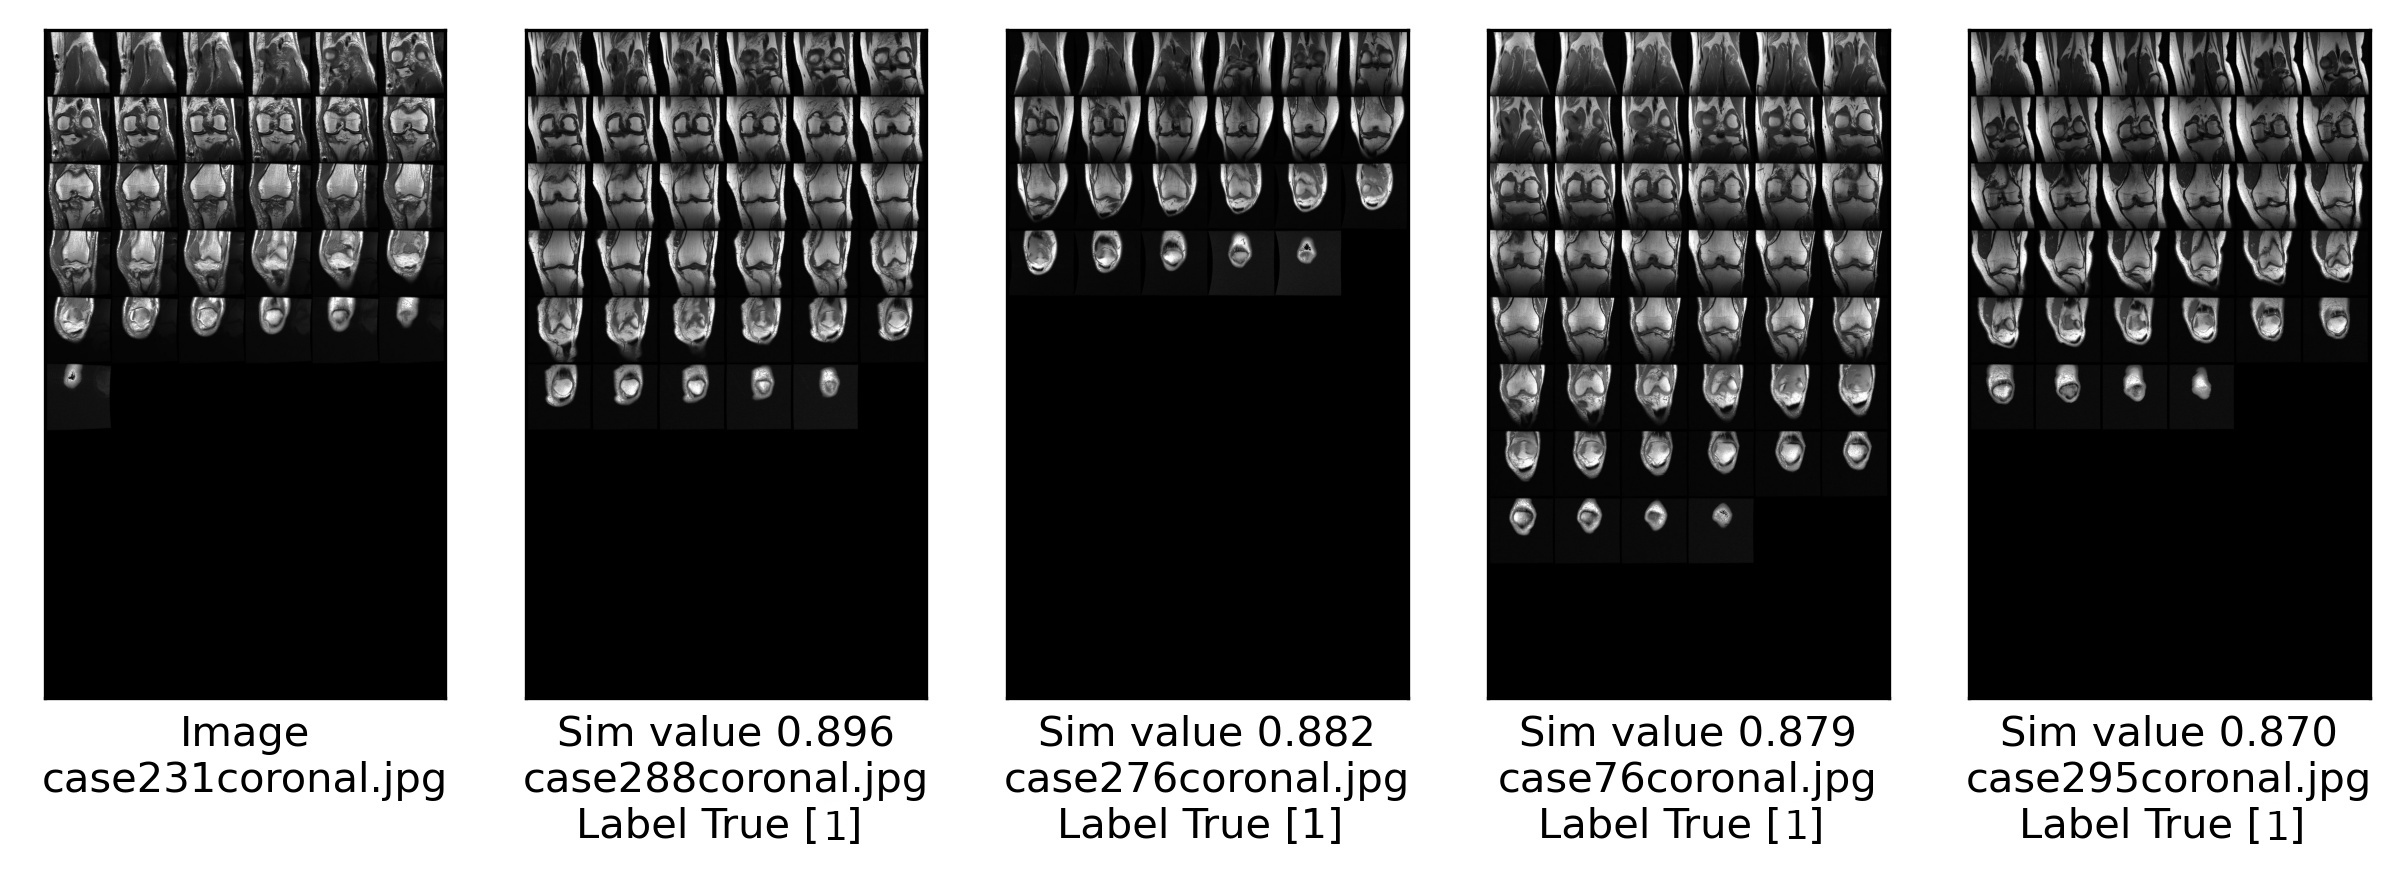 Image
case231coronal.jpg
Sim value 0.896
case288coronal.jpg
Label True [1]
Sim value 0.882
case276coronal.jpg
Label True [1]
Sim value 0.879
case76coronal.jpg
Label True [1]
Sim value 0.870
case295coronal.jpg
Label True [1]